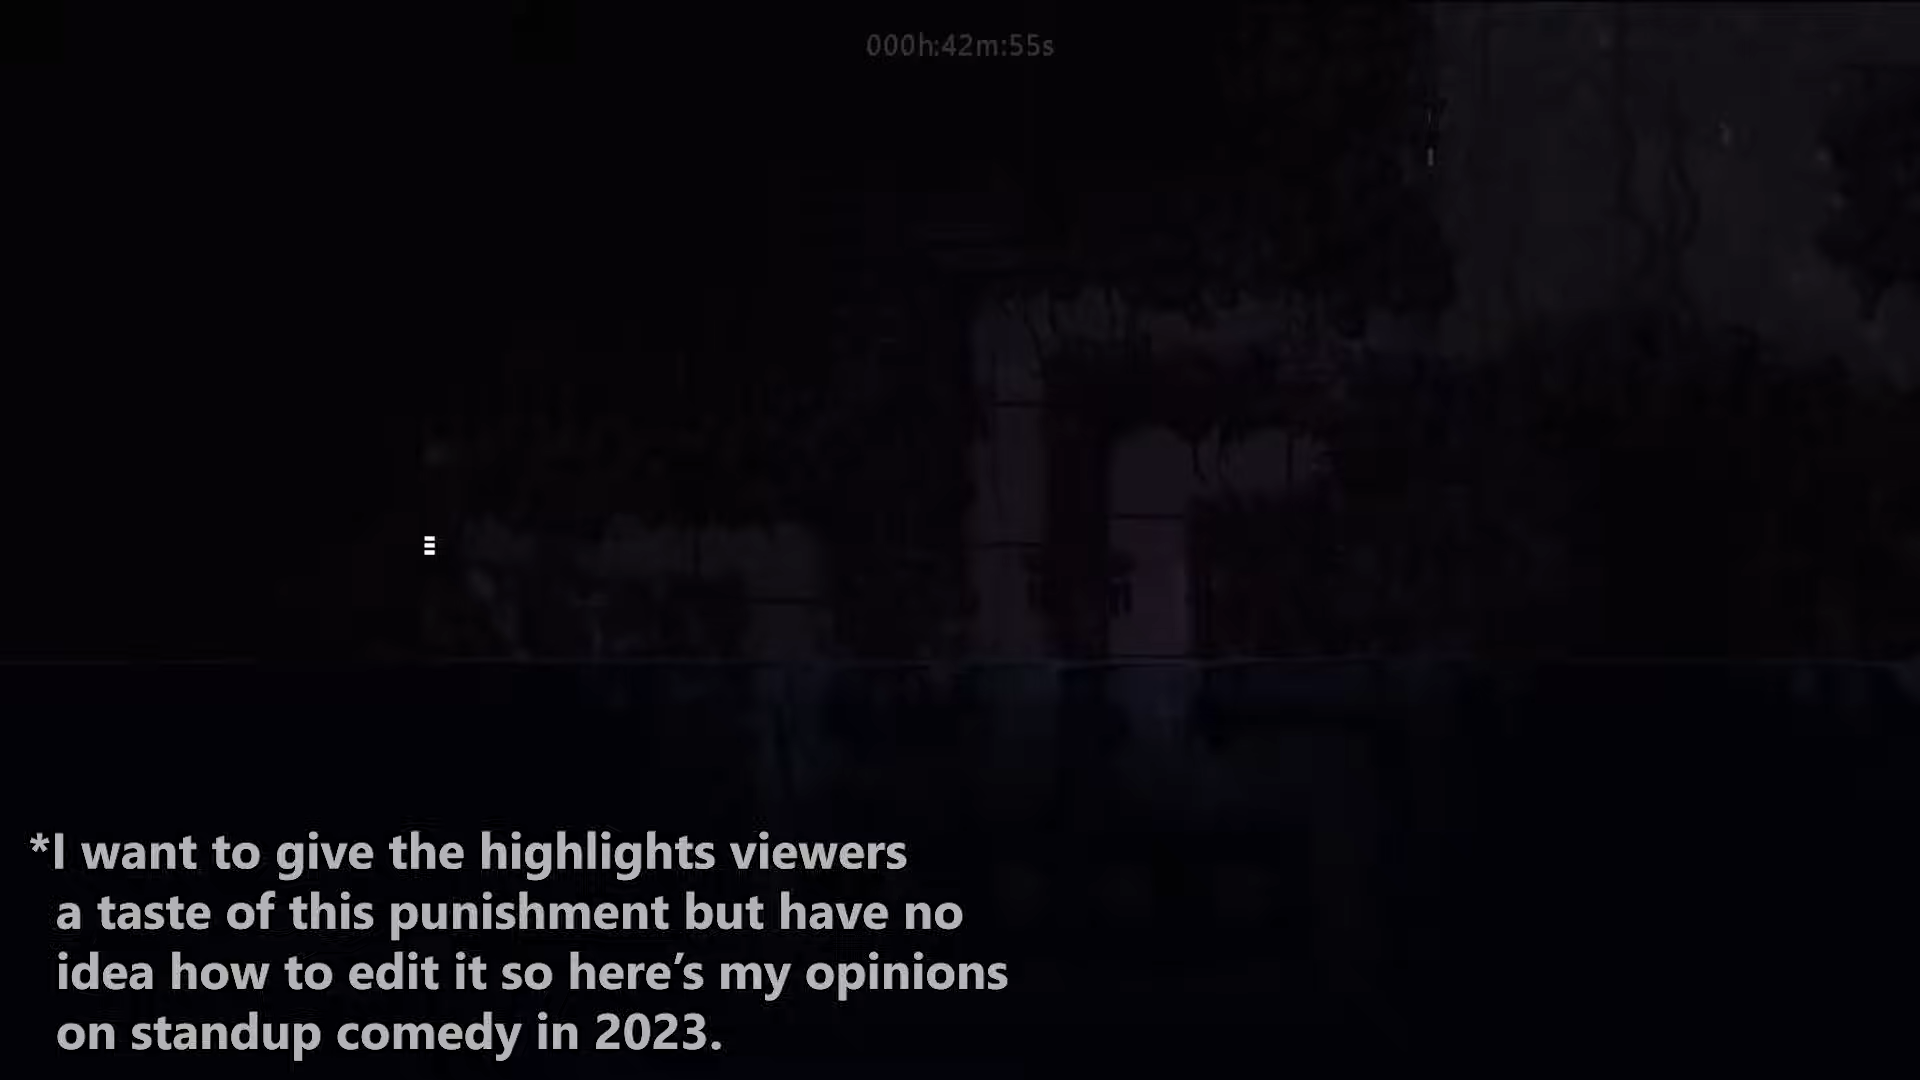 000h:42m:55s
*I want to give the highlights viewers
a taste of this punishment but have no
idea how to edit it so here’s my opinions
on standup comedy in 2023.